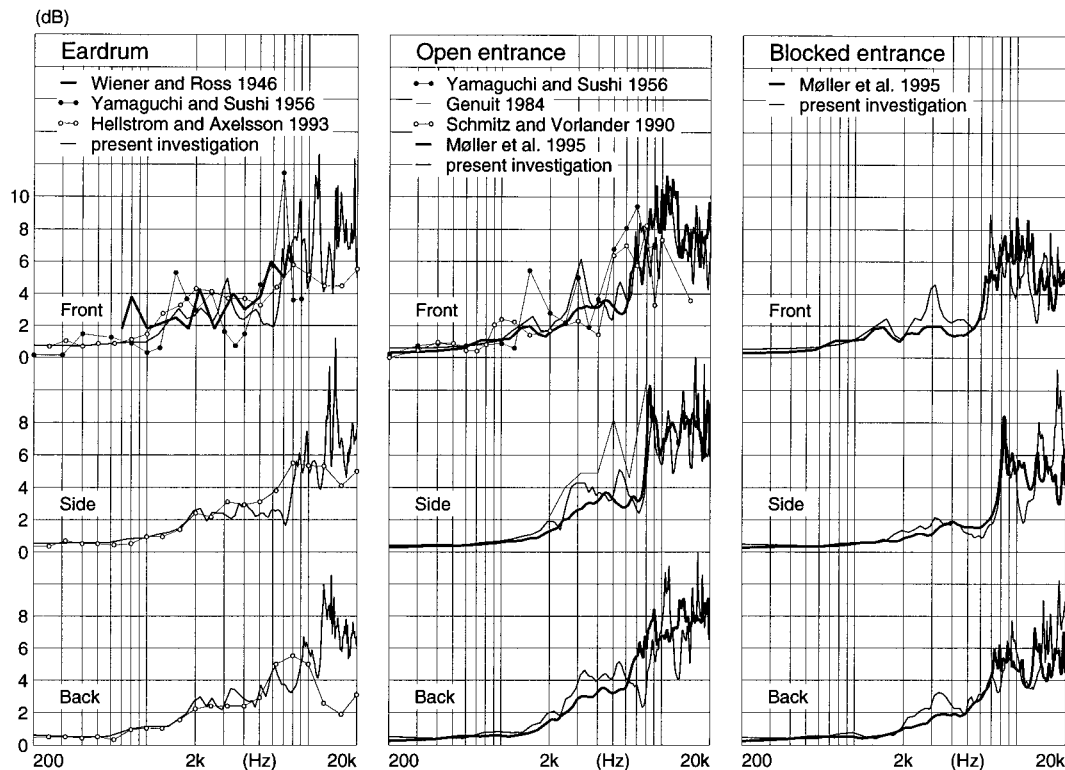 (dB)
Eardrum
Wiener and Ross 1946
Yamaguchi and Sushi 1956
Hellstrom and Axelsson 1993
present investigation
Open entrance
Yamaguchi and Sushi 1956
Genuit 1984
Schmitz and Vorlander 1990
Møller et al. 1995
present investigation
Blocked entrance
Møller et al. 1995
present investigation
10
8
6
4
2
0
Front
Front
Front
8
6
4
2
0
Side
Side
Side
8
6
4
2
0
Back
Back
Back
200 2k (Hz) 20k
200 2k (Hz) 20k
200 2k (Hz) 20k